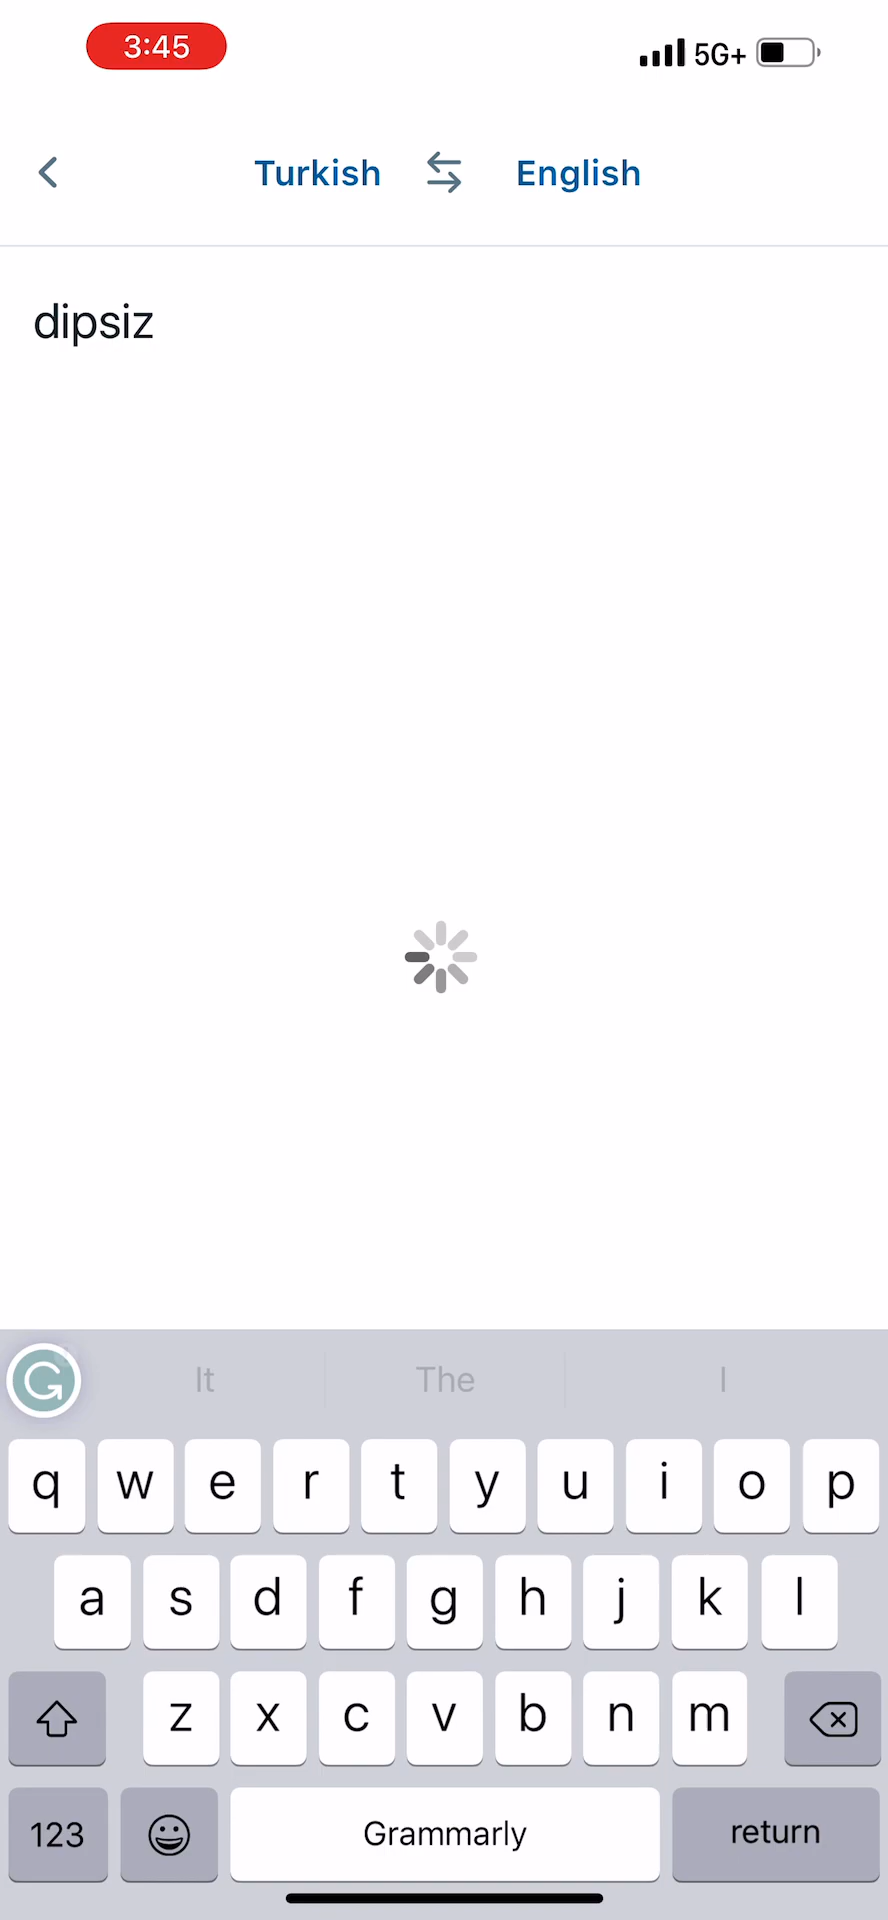 3:45 5G+
Turkish English
dipsiz
It The I
q w e r t y u i o p
a s d f g h j k l
z x c v b n m
123 Grammarly return